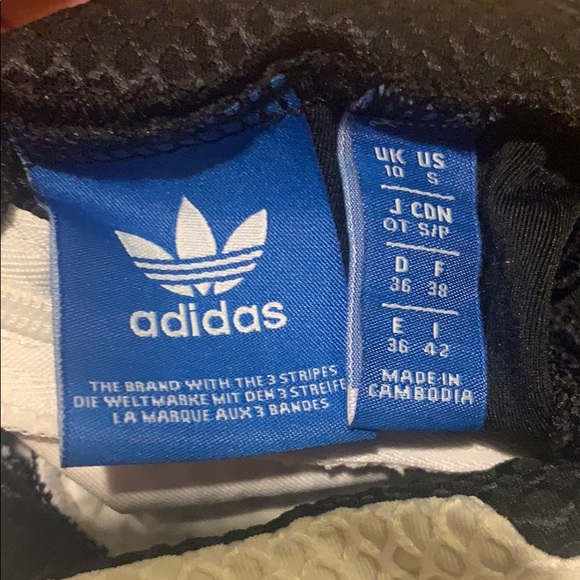 adidas
THE BRAND WITH THE 3 STRIPES
DIE WELTMARKE MIT DEN 3 STREIFE
LA MARQUE AUX 3 BANDES
UK US
10 S
J CDN
OT S/P
D F
36 38
E I
36 42
MADE IN
CAMBODIA